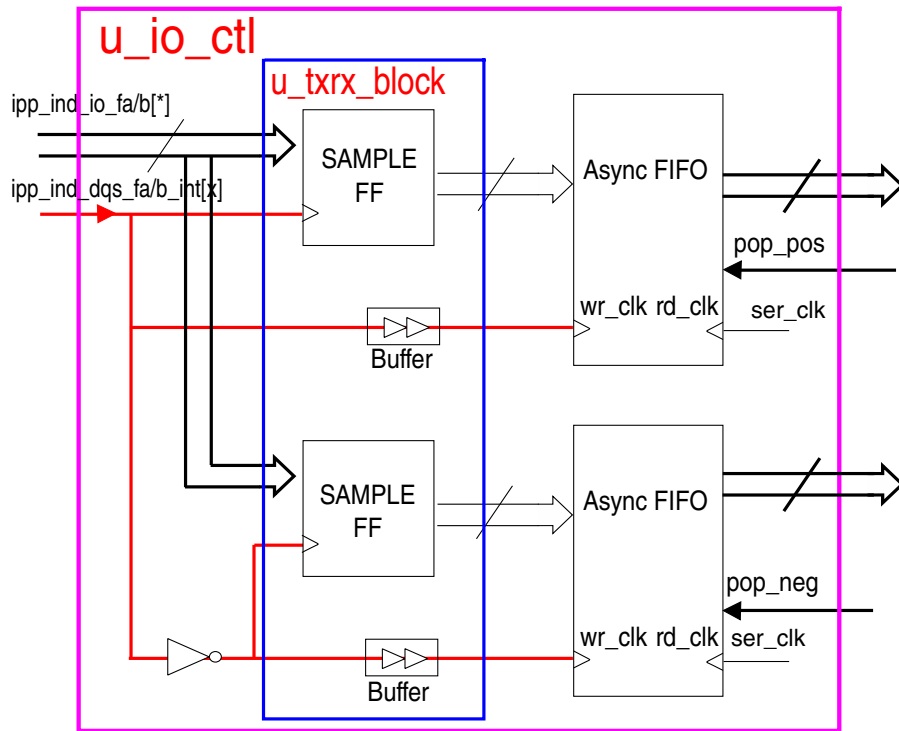 u_io_ctl
u_txrx_block
ipp_ind_io_fa/b[*]
SAMPLE
FF
Async FIFO
ipp_ind_dqs_fa/b_int[x]
pop_pos
wr_clk rd_clk
ser_clk
Buffer
SAMPLE
FF
Async FIFO
pop_neg
wr_clk rd_clk
ser_clk
Buffer